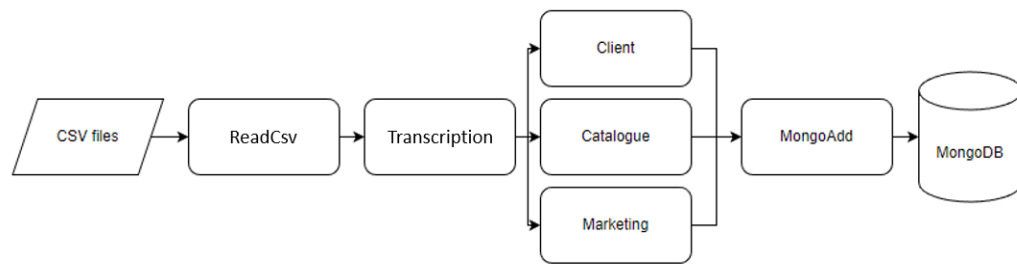 CSV files
ReadCsv
Transcription
Client
Catalogue
Marketing
MongoAdd
MongoDB